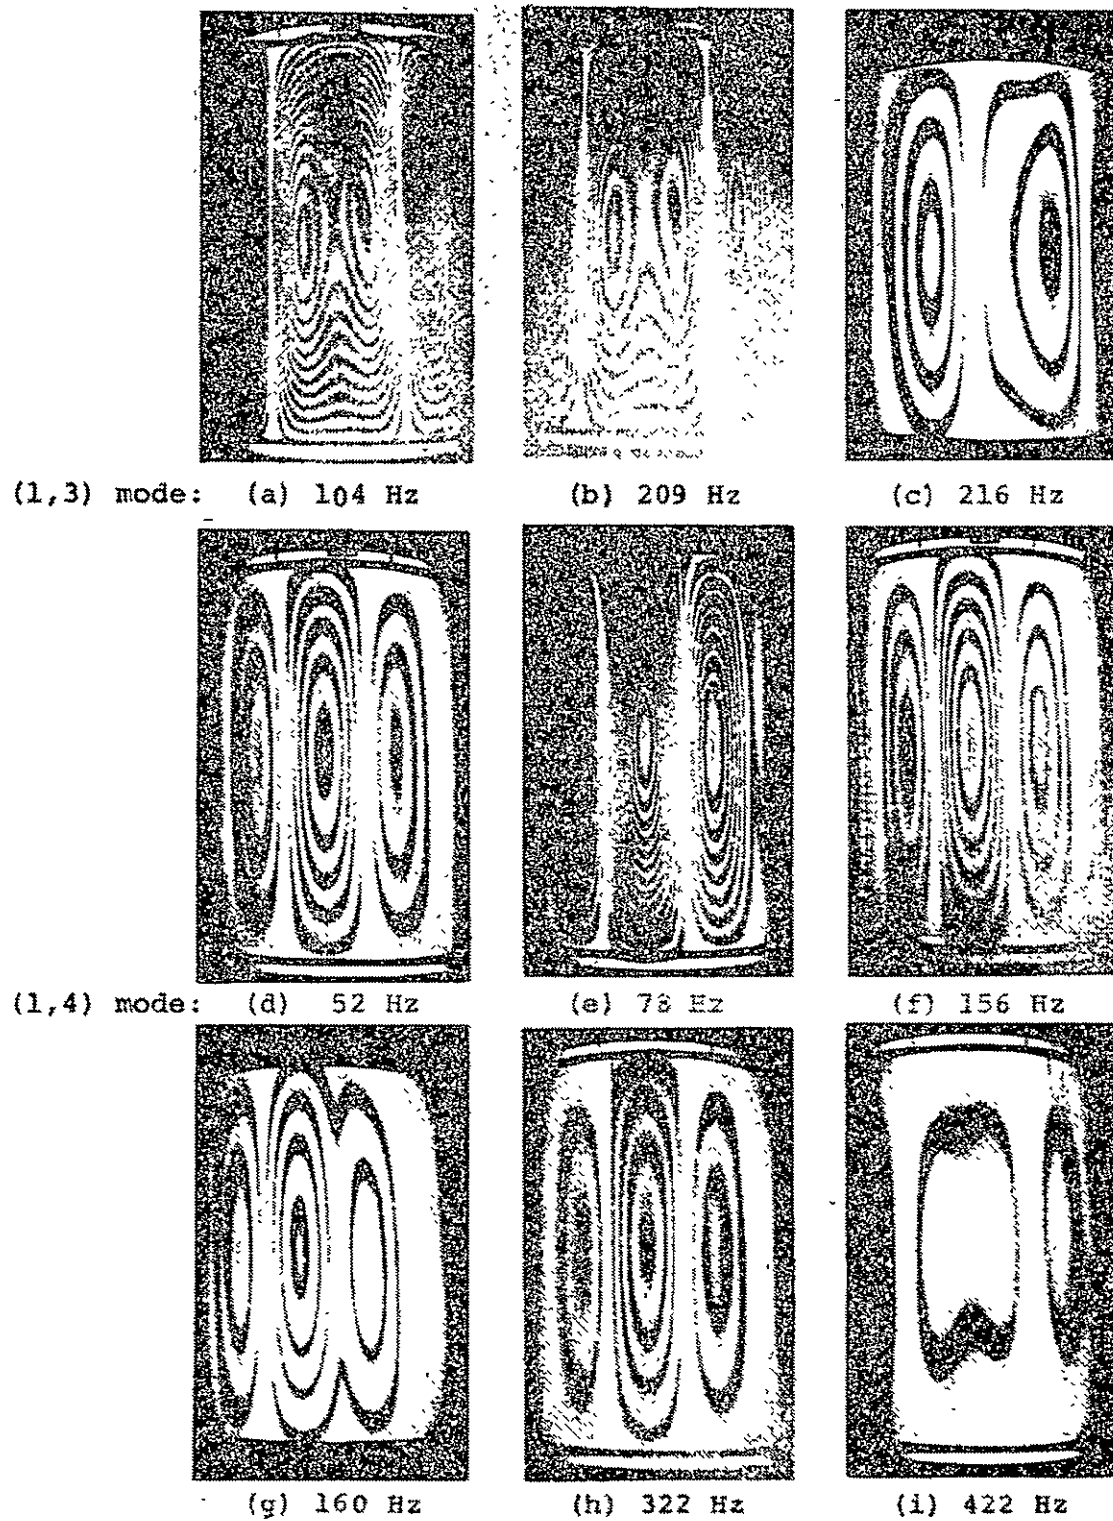 (1,3) mode: (a) 104 Hz (b) 209 Hz (c) 216 Hz
(1,4) mode: (d) 52 Hz (e) 78 Hz (f) 156 Hz
(g) 160 Hz (h) 322 Hz (i) 422 Hz